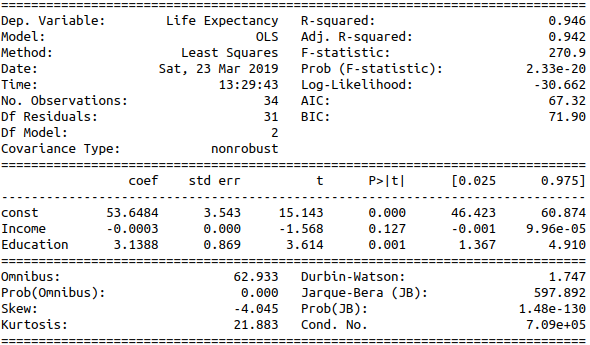 ==============================================================================
Dep. Variable:        Life Expectancy   R-squared:                       0.946
Model:                            OLS   Adj. R-squared:                  0.942
Method:                 Least Squares   F-statistic:                     270.9
Date:                Sat, 23 Mar 2019   Prob (F-statistic):           2.33e-20
Time:                        13:29:43   Log-Likelihood:                -30.662
No. Observations:                  34   AIC:                             67.32
Df Residuals:                      31   BIC:                             71.90
Df Model:                           2
Covariance Type:            nonrobust
==============================================================================
                 coef    std err          t      P>|t|      [0.025      0.975]
------------------------------------------------------------------------------
const         53.6484      3.543     15.143      0.000      46.423      60.874
Income        -0.0003      0.000     -1.568      0.127      -0.001    9.96e-05
Education      3.1388      0.869      3.614      0.001       1.367       4.910
==============================================================================
Omnibus:                       62.933   Durbin-Watson:                   1.747
Prob(Omnibus):                  0.000   Jarque-Bera (JB):              597.892
Skew:                          -4.045   Prob(JB):                    1.48e-130
Kurtosis:                      21.883   Cond. No.                     7.09e+05
==============================================================================